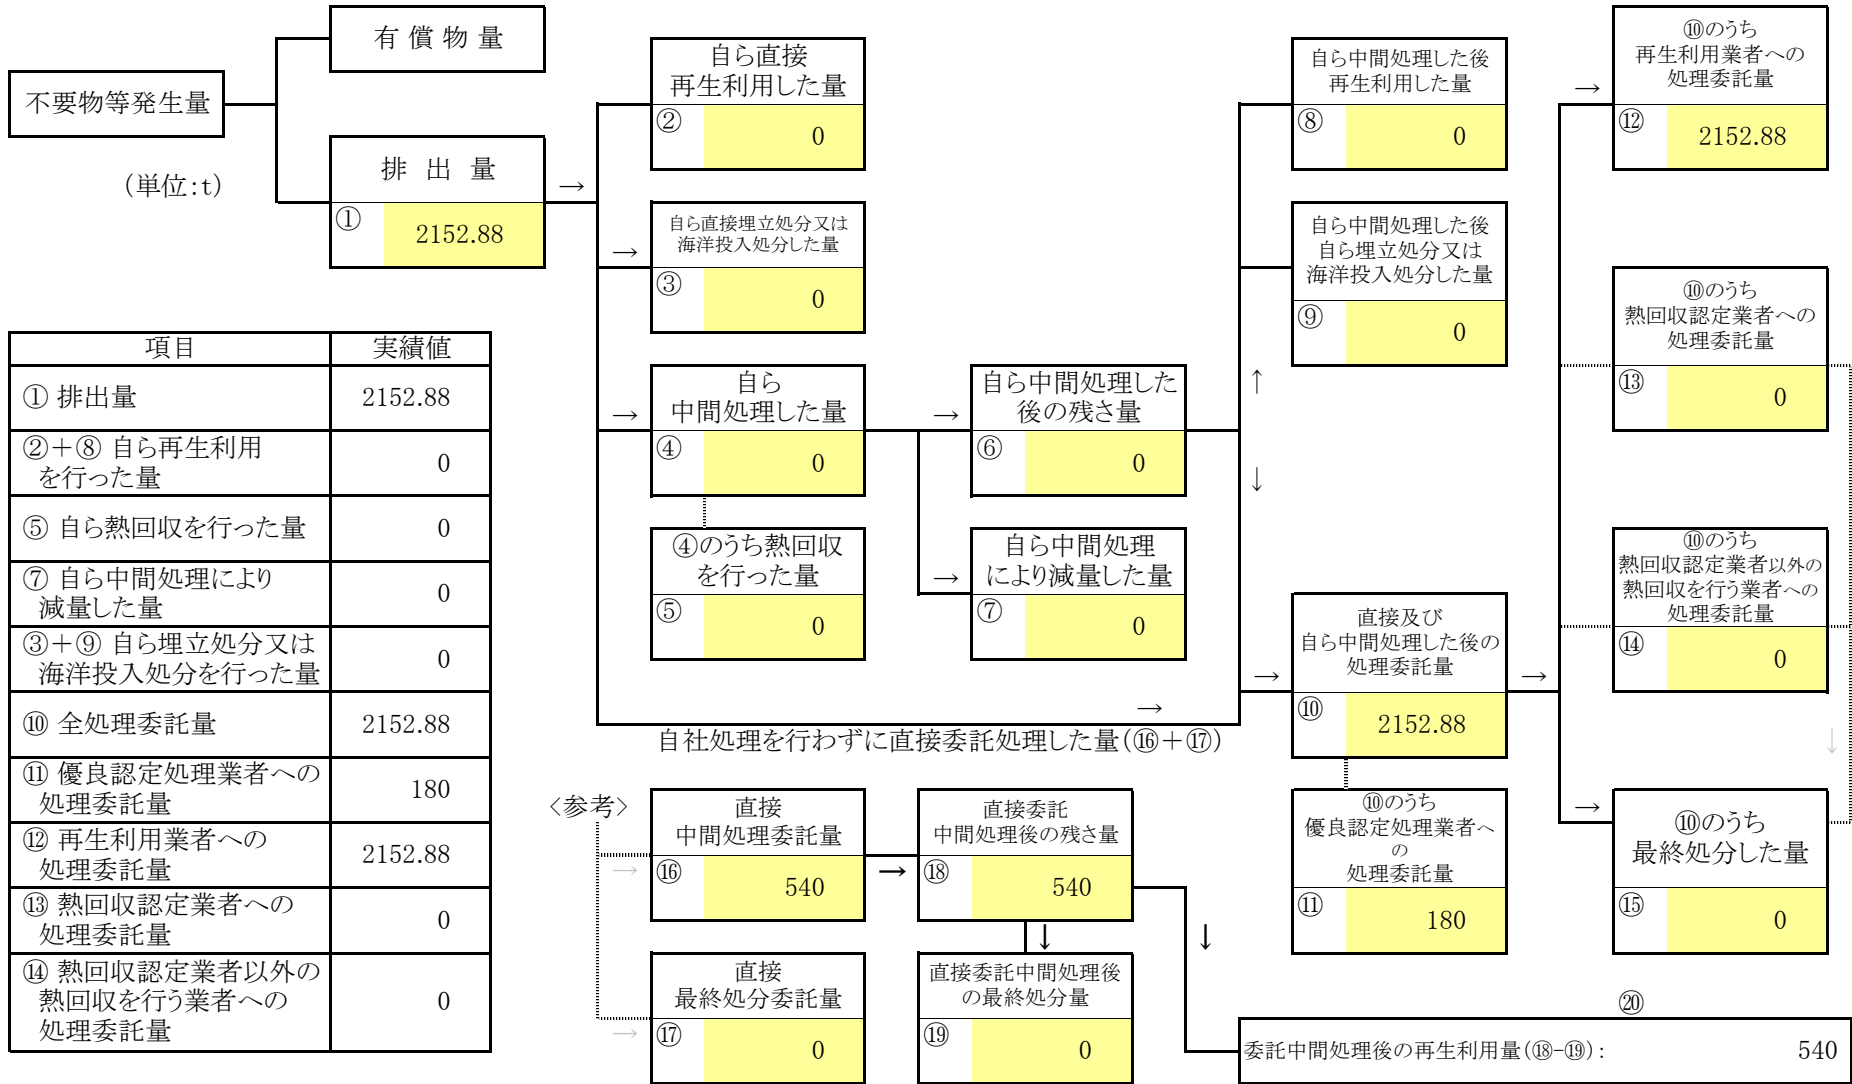 有 償 物 量
不要物等発生量
排 出 量
→
①
2152.88
(単位:t)
自ら直接
再生利用した量
②
0
→
自ら直接埋立処分又は
海洋投入処分した量
③
0
→
自ら
中間処理した量
④
0
④のうち熱回収
を行った量
⑤
0
→
自ら中間処理した
後の残さ量
⑥
0
→
自ら中間処理
により減量した量
⑦
0
自ら中間処理した後
再生利用した量
⑧
0
自ら中間処理した後
自ら埋立処分又は
海洋投入処分した量
⑨
0
↑
↓
→
自社処理を行わずに直接委託処理した量(⑯+⑰)
→
直接及び
自ら中間処理した後の
処理委託量
⑩
2152.88
→
⑩のうち
優良認定処理業者へ
の
処理委託量
⑪
180
→
⑩のうち
再生利用業者への
処理委託量
⑫
2152.88
⑩のうち
熱回収認定業者への
処理委託量
⑬
0
⑩のうち
熱回収認定業者以外の
熱回収を行う業者への
処理委託量
⑭
0
↓
→
⑩のうち
最終処分した量
⑮
0
項目 実績値
① 排出量 2152.88
②+⑧ 自ら再生利用
を行った量 0
⑤ 自ら熱回収を行った量 0
⑦ 自ら中間処理により
減量した量 0
③+⑨ 自ら埋立処分又は
海洋投入処分を行った量 0
⑩ 全処理委託量 2152.88
⑪ 優良認定処理業者への
処理委託量 180
⑫ 再生利用業者への
処理委託量 2152.88
⑬ 熱回収認定業者への
処理委託量 0
⑭ 熱回収認定業者以外の
熱回収を行う業者への
処理委託量 0
<参考>
→
直接
中間処理委託量
⑯
540
→
直接委託
中間処理後の残さ量
⑱
540
↓
↓
→
直接
最終処分委託量
⑰
0
直接委託中間処理後
の最終処分量
⑲
0
⑳
委託中間処理後の再生利用量(⑱-⑲): 540